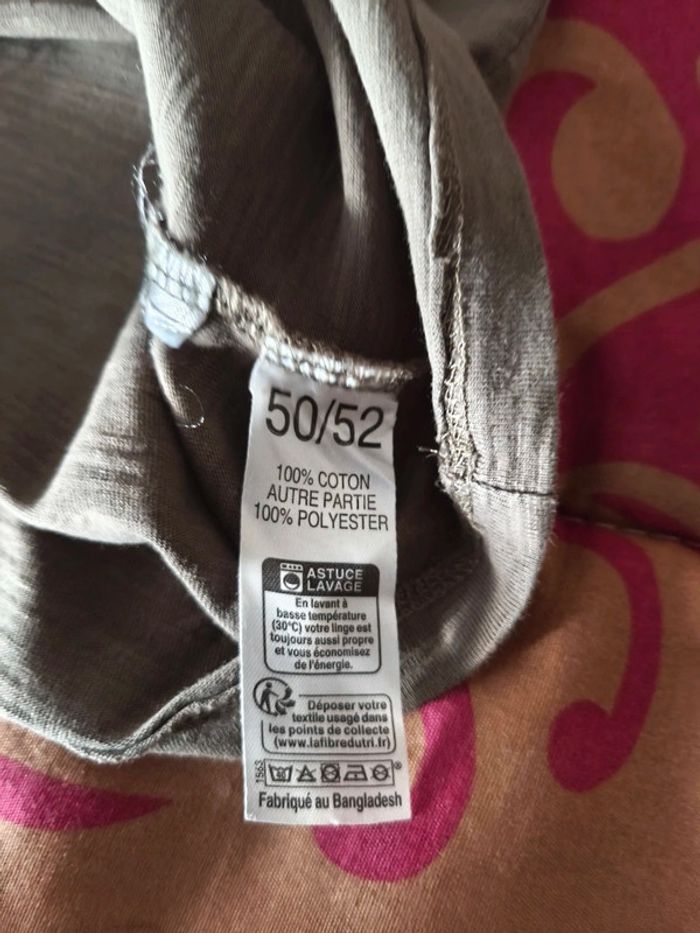 50/52
100% COTON
AUTRE PARTIE
100% POLYESTER
ASTUCE
LAVAGE
En lavant à
basse température
(30°C) votre linge est
toujours aussi propre
et vous économisez
de l'énergie.
Déposer votre
textile usagé dans
les points de collecte
(www.lafibredutri.fr)
1563
®
Fabriqué au Bangladesh